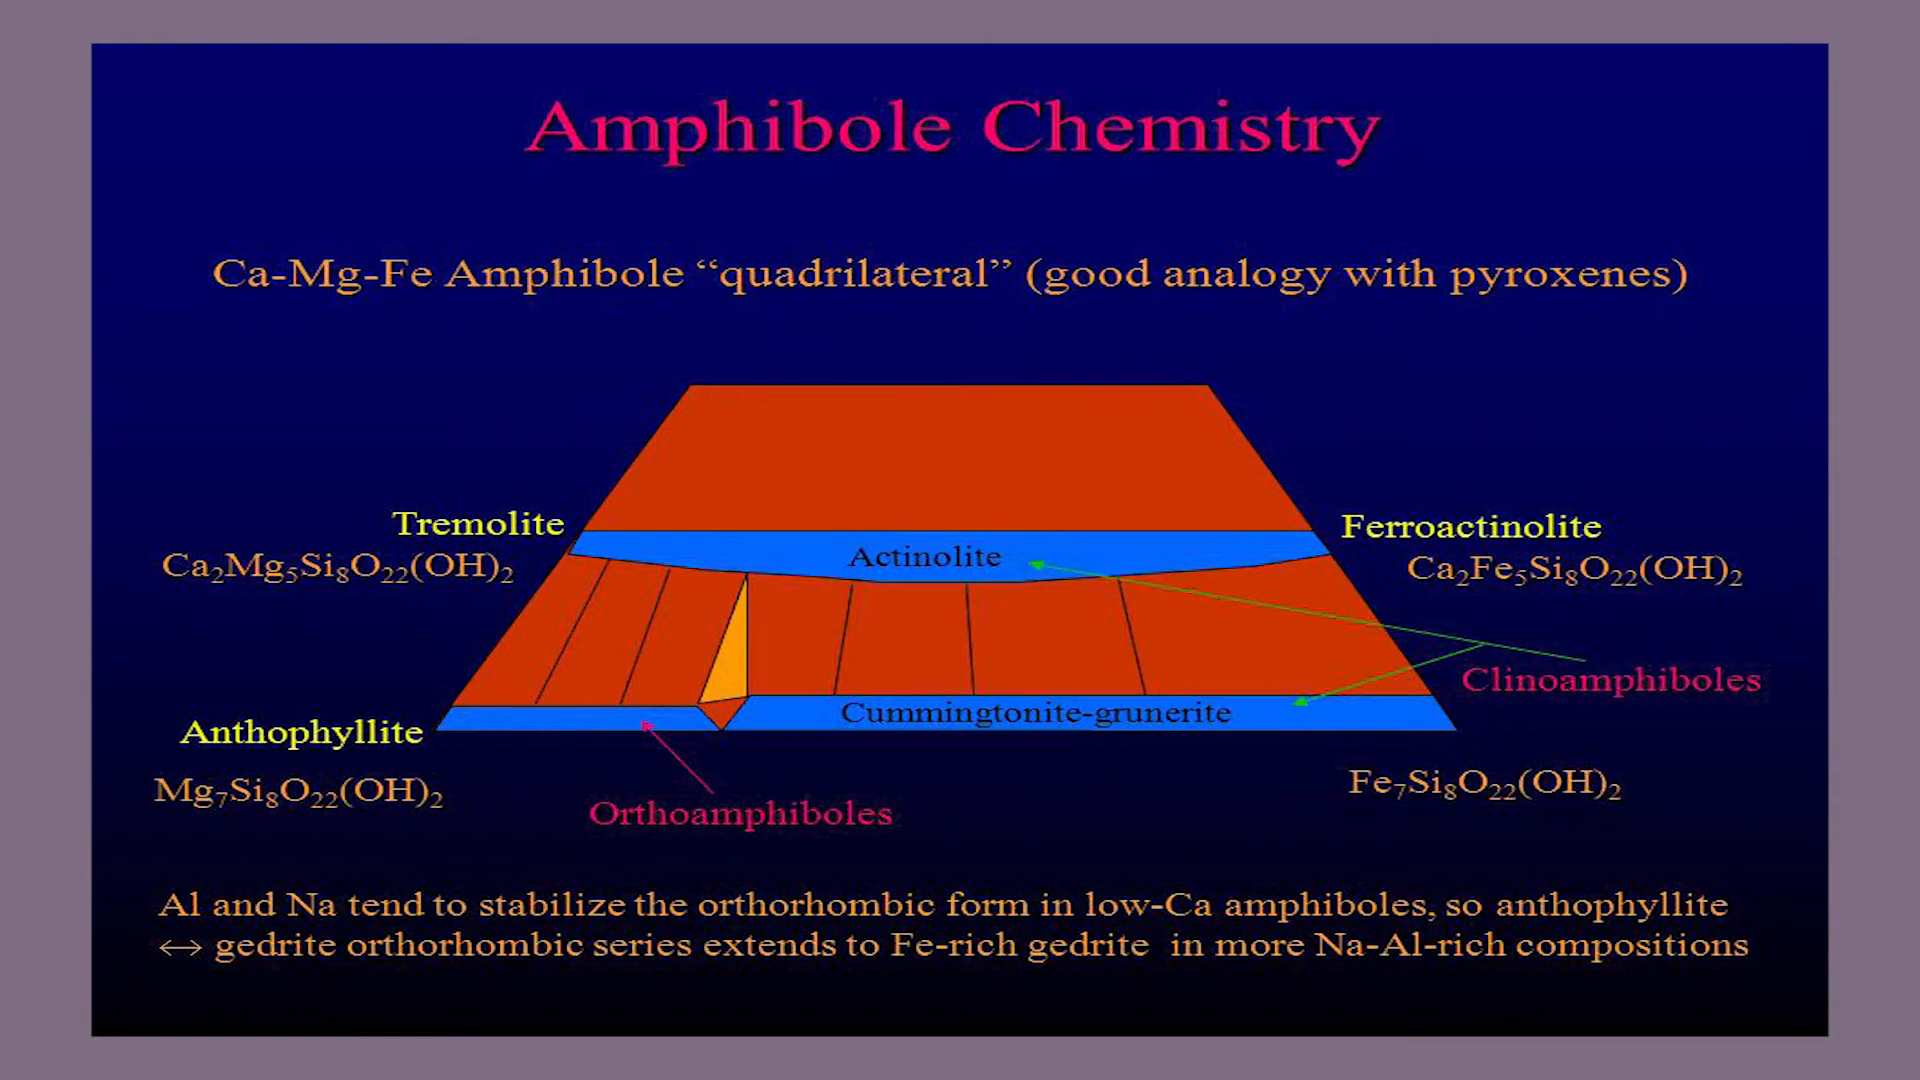 Amphibole Chemistry
Ca-Mg-Fe Amphibole “quadrilateral” (good analogy with pyroxenes)
Tremolite
Ca₂Mg₅Si₈O₂₂(OH)₂
Actinolite
Ferroactinolite
Ca₂Fe₅Si₈O₂₂(OH)₂
Clinoamphiboles
Cummingtonite-grunerite
Anthophyllite
Mg₇Si₈O₂₂(OH)₂
Fe₇Si₈O₂₂(OH)₂
Orthoamphiboles
Al and Na tend to stabilize the orthorhombic form in low-Ca amphiboles, so anthophyllite
↔ gedrite orthorhombic series extends to Fe-rich gedrite in more Na-Al-rich compositions